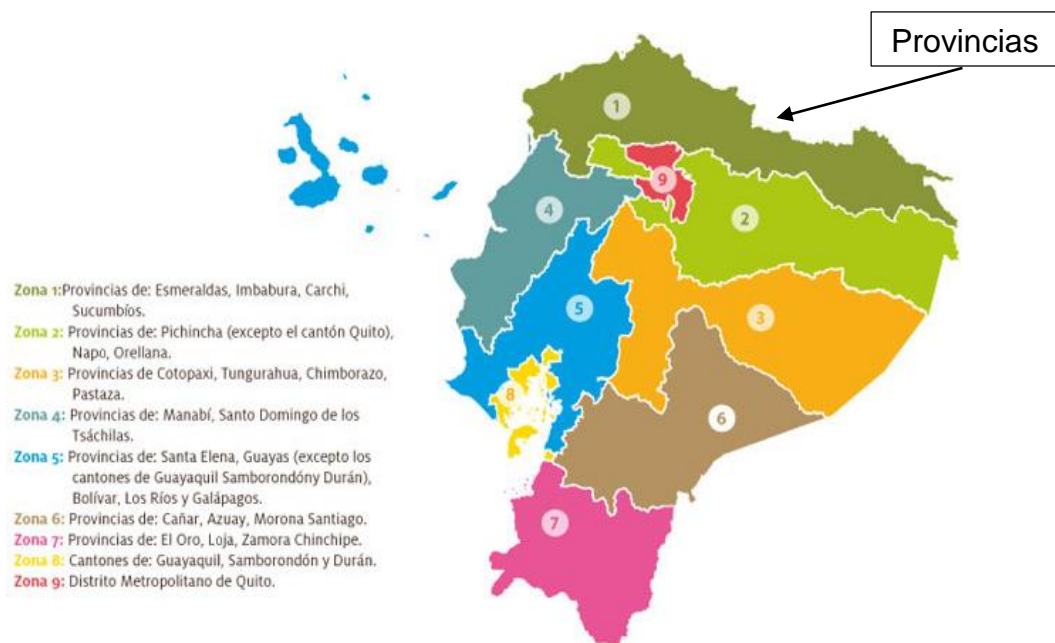 Provincias
1
9
4
2
5
3
8
6
7
Zona 1:Provincias de: Esmeraldas, Imbabura, Carchi,
Sucumbíos.
Zona 2: Provincias de: Pichincha (excepto el cantón Quito),
Napo, Orellana.
Zona 3: Provincias de Cotopaxi, Tungurahua, Chimborazo,
Pastaza.
Zona 4: Provincias de: Manabí, Santo Domingo de los
Tsáchilas.
Zona 5: Provincias de: Santa Elena, Guayas (excepto los
cantones de Guayaquil Samborondóny Durán),
Bolívar, Los Ríos y Galápagos.
Zona 6: Provincias de: Cañar, Azuay, Morona Santiago.
Zona 7: Provincias de: El Oro, Loja, Zamora Chinchipe.
Zona 8: Cantones de: Guayaquil, Samborondón y Durán.
Zona 9: Distrito Metropolitano de Quito.